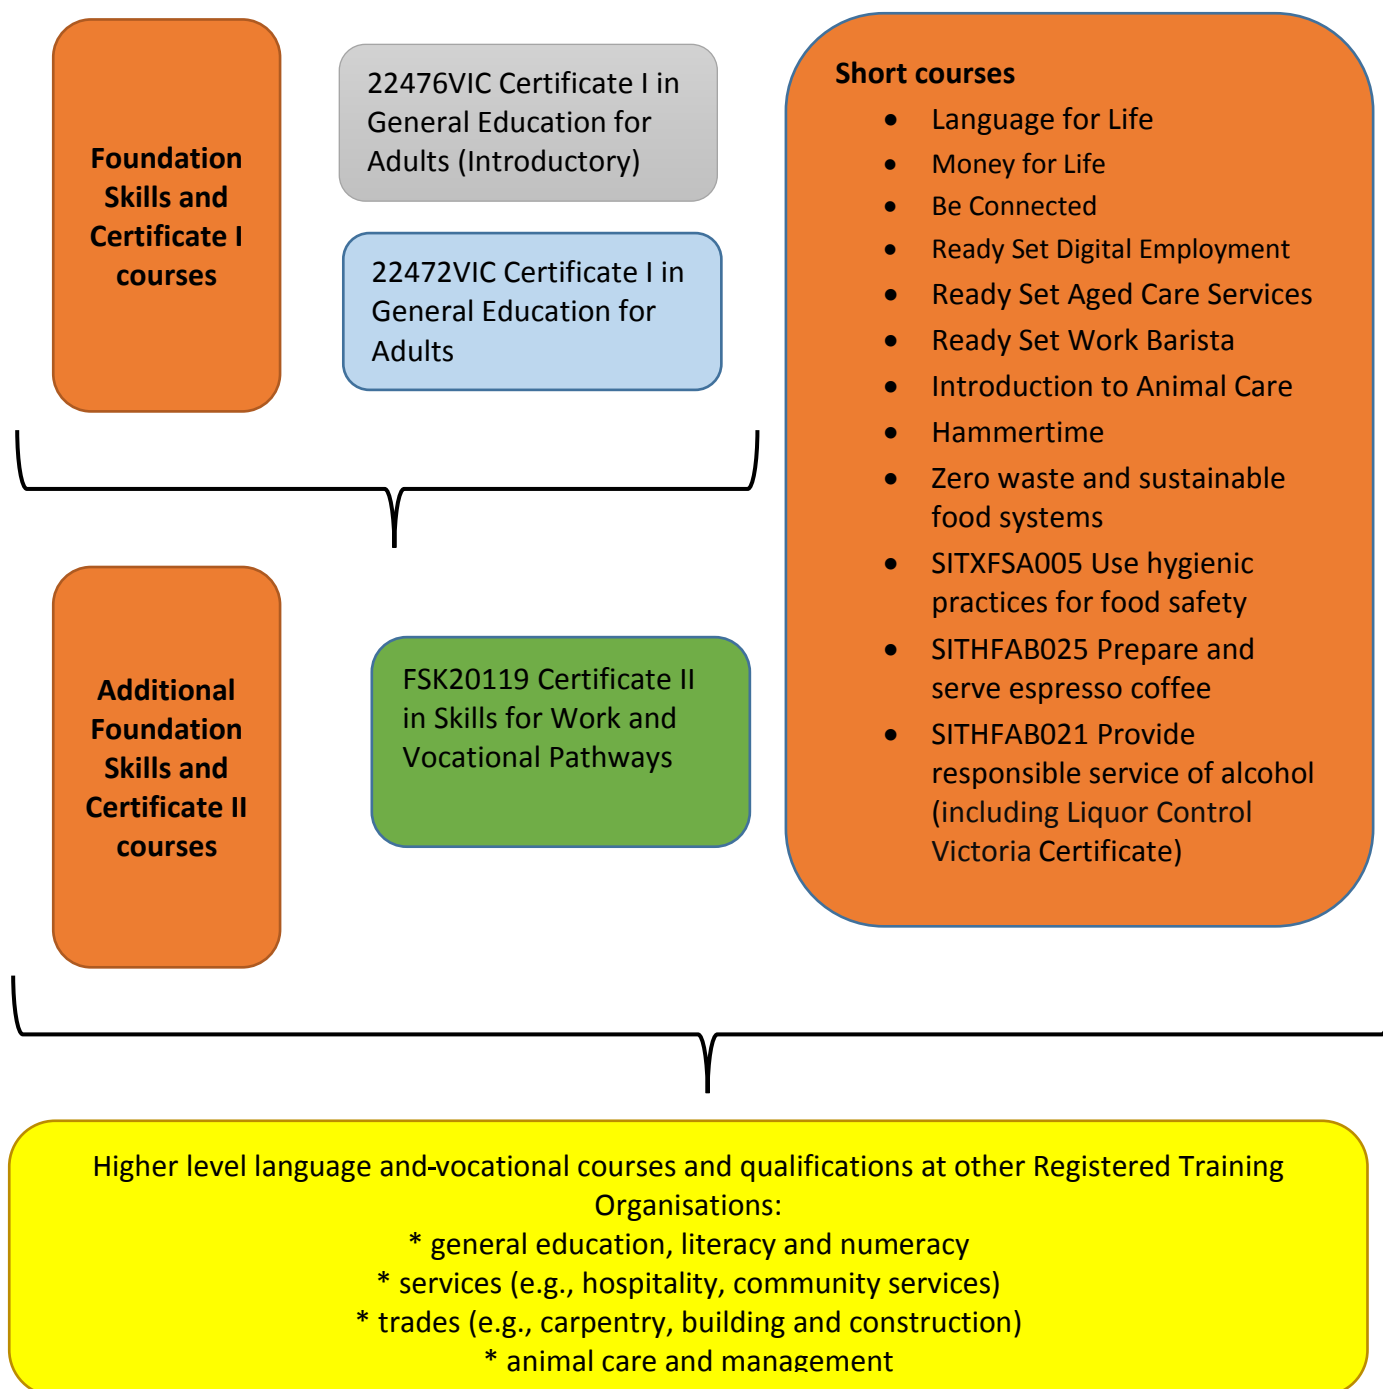 Foundation
Skills and
Certificate I
courses
22476VIC Certificate I in
General Education for
Adults (Introductory)
22472VIC Certificate I in
General Education for
Adults
Short courses
• Language for Life
• Money for Life
• Be Connected
• Ready Set Digital Employment
• Ready Set Aged Care Services
• Ready Set Work Barista
• Introduction to Animal Care
• Hammertime
• Zero waste and sustainable
food systems
• SITXFSA005 Use hygienic
practices for food safety
• SITHFAB025 Prepare and
serve espresso coffee
• SITHFAB021 Provide
responsible service of alcohol
(including Liquor Control
Victoria Certificate)
Additional
Foundation
Skills and
Certificate II
courses
FSK20119 Certificate II
in Skills for Work and
Vocational Pathways
Higher level language and-vocational courses and qualifications at other Registered Training
Organisations:
* general education, literacy and numeracy
* services (e.g., hospitality, community services)
* trades (e.g., carpentry, building and construction)
* animal care and management